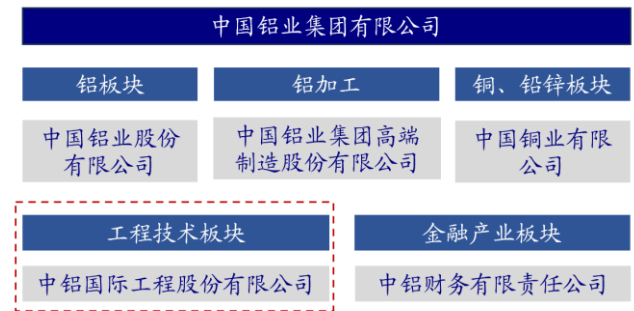 中国铝业集团有限公司
铝板块
铝加工
铜、铅锌板块
中国铝业股份
有限公司
中国铝业集团高端
制造股份有限公司
中国铜业有限
公司
工程技术板块
金融产业板块
中铝国际工程股份有限公司
中铝财务有限责任公司